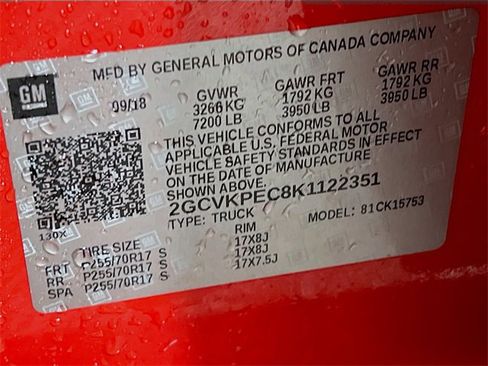 MFD BY GENERAL MOTORS OF CANADA COMPANY
GM
09/18 GVWR GAWR FRT GAWR RR
3266 KG 1792 KG 1792 KG
7200 LB 3950 LB 3950 LB
THIS VEHICLE CONFORMS TO ALL
APPLICABLE U.S. FEDERAL MOTOR
VEHICLE SAFETY STANDARDS IN EFFECT
ON THE DATE OF MANUFACTURE
SHOWN ABOVE.
2GCVKPEC8K1122351
130X TYPE: TRUCK MODEL: 81CK15753
TIRE SIZE RIM
FRT P255/70R17 S 17X8J
RR P255/70R17 S 17X8J
SPA P255/70R17 S 17X7.5J